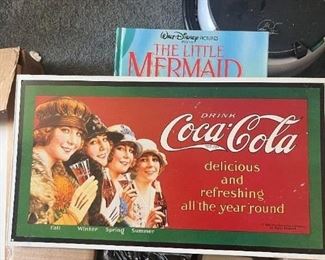 WALT DISNEY PICTURES
THE LITTLE
MERMAID
DRINK
Coca-Cola
delicious
and
refreshing
all the year round
Fall Winter Spring Summer